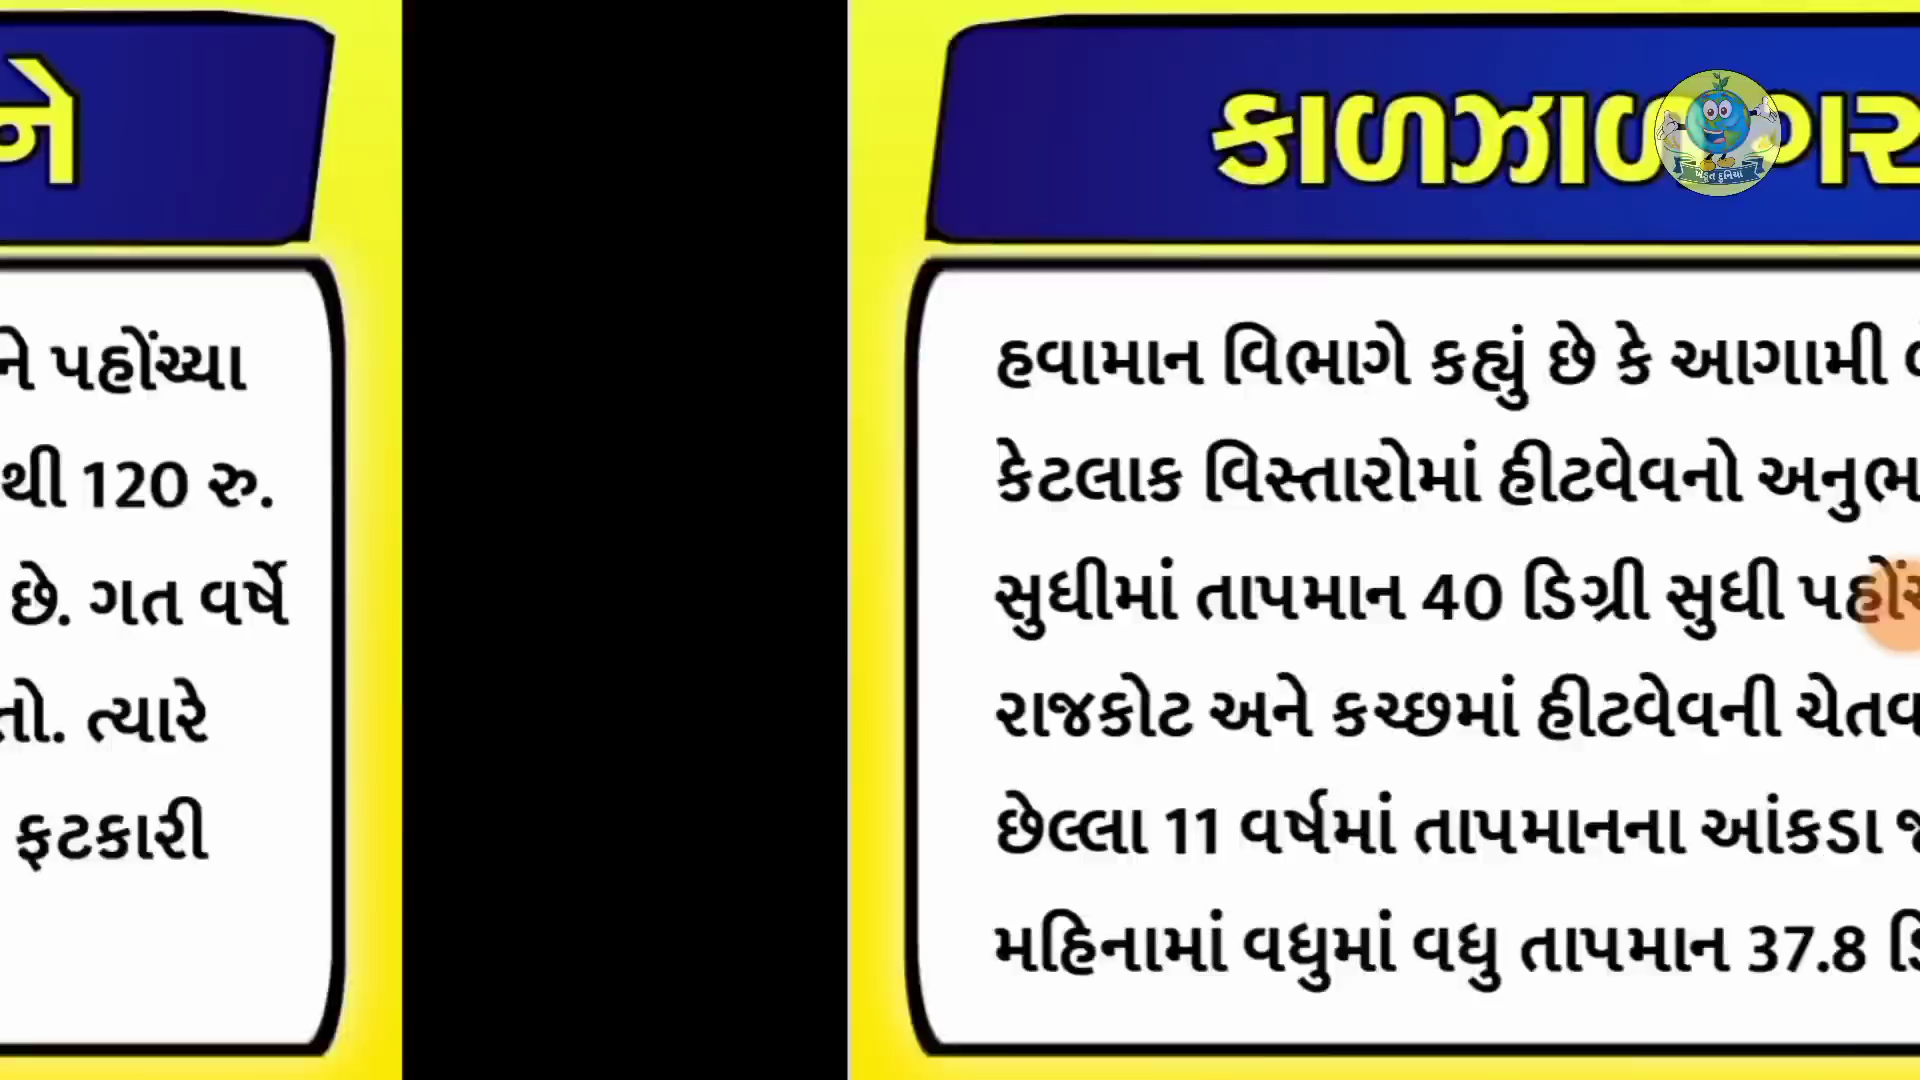 ને
ને પહોંચ્યા
થી 120 રુ.
છે. ગત વર્ષે
તો. ત્યારે
ફટકારી
કાળઝાળ ગર
ખેડૂત દુનિયા
હવામાન વિભાગે કહ્યું છે કે આગામી
કેટલાક વિસ્તારોમાં હીટવેવનો અનુભ
સુધીમાં તાપમાન 40 ડિગ્રી સુધી પહોંચ
રાજકોટ અને કચ્છમાં હીટવેવની ચેતવ
છેલ્લા 11 વર્ષમાં તાપમાનના આંકડા
મહિનામાં વધુમાં વધુ તાપમાન 37.8 ડિ